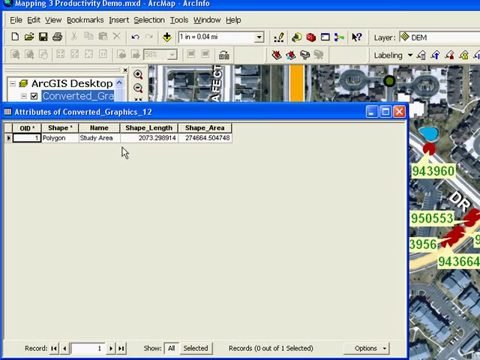 Mapping 3 Productivity Demo.mxd - ArcMap - ArcInfo
File Edit View Bookmarks Insert Selection Tools Window Help
1 in = 0.04 mi
Layer: DEM
Labeling
ArcGIS Desktop
Converted_Gra
Attributes of Converted_Graphics_12
OID * Shape * Name Shape_Length Shape_Area
1 Polygon Study Area 2073.298914 274664.504748
943960
DR
950553
3956
943664
Record: 1 Show: All Selected Records (0 out of 1 Selected) Options